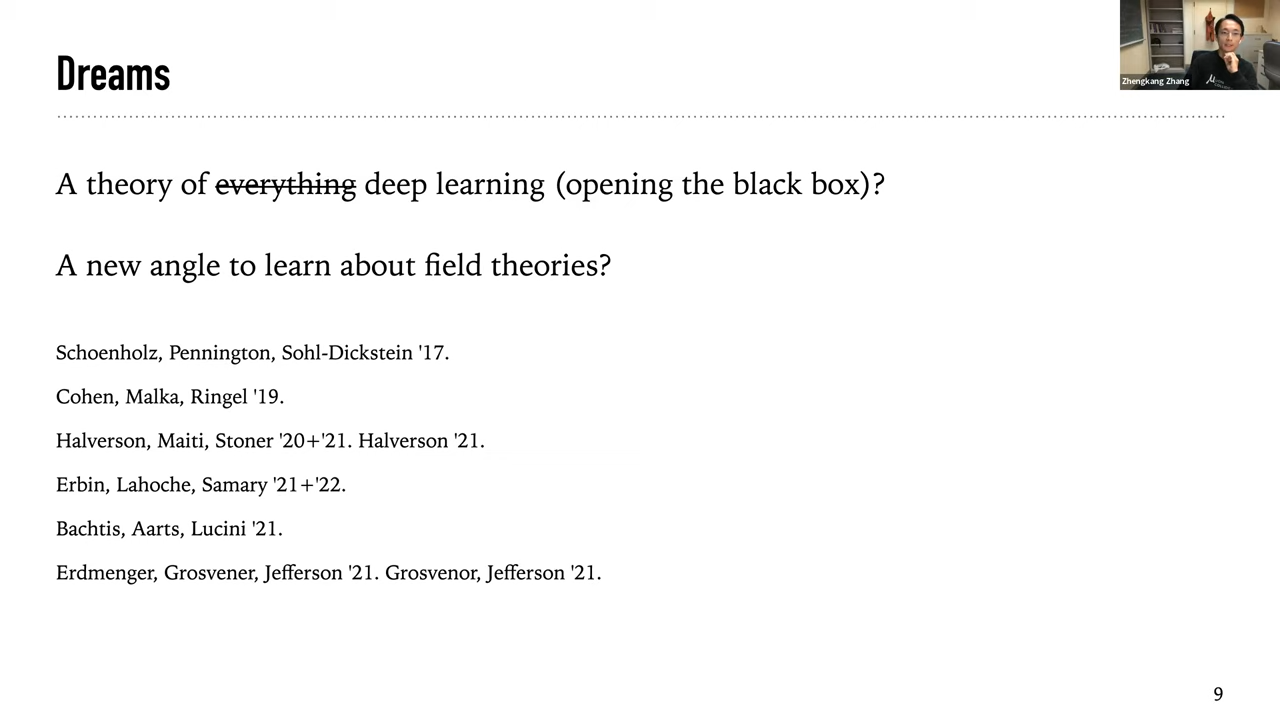 Dreams
Zhengkang Zhang
A theory of everything deep learning (opening the black box)?
A new angle to learn about field theories?
Schoenholz, Pennington, Sohl-Dickstein '17.
Cohen, Malka, Ringel '19.
Halverson, Maiti, Stoner '20+'21. Halverson '21.
Erbin, Lahoche, Samary '21+'22.
Bachtis, Aarts, Lucini '21.
Erdmenger, Grosvener, Jefferson '21. Grosvenor, Jefferson '21.
9